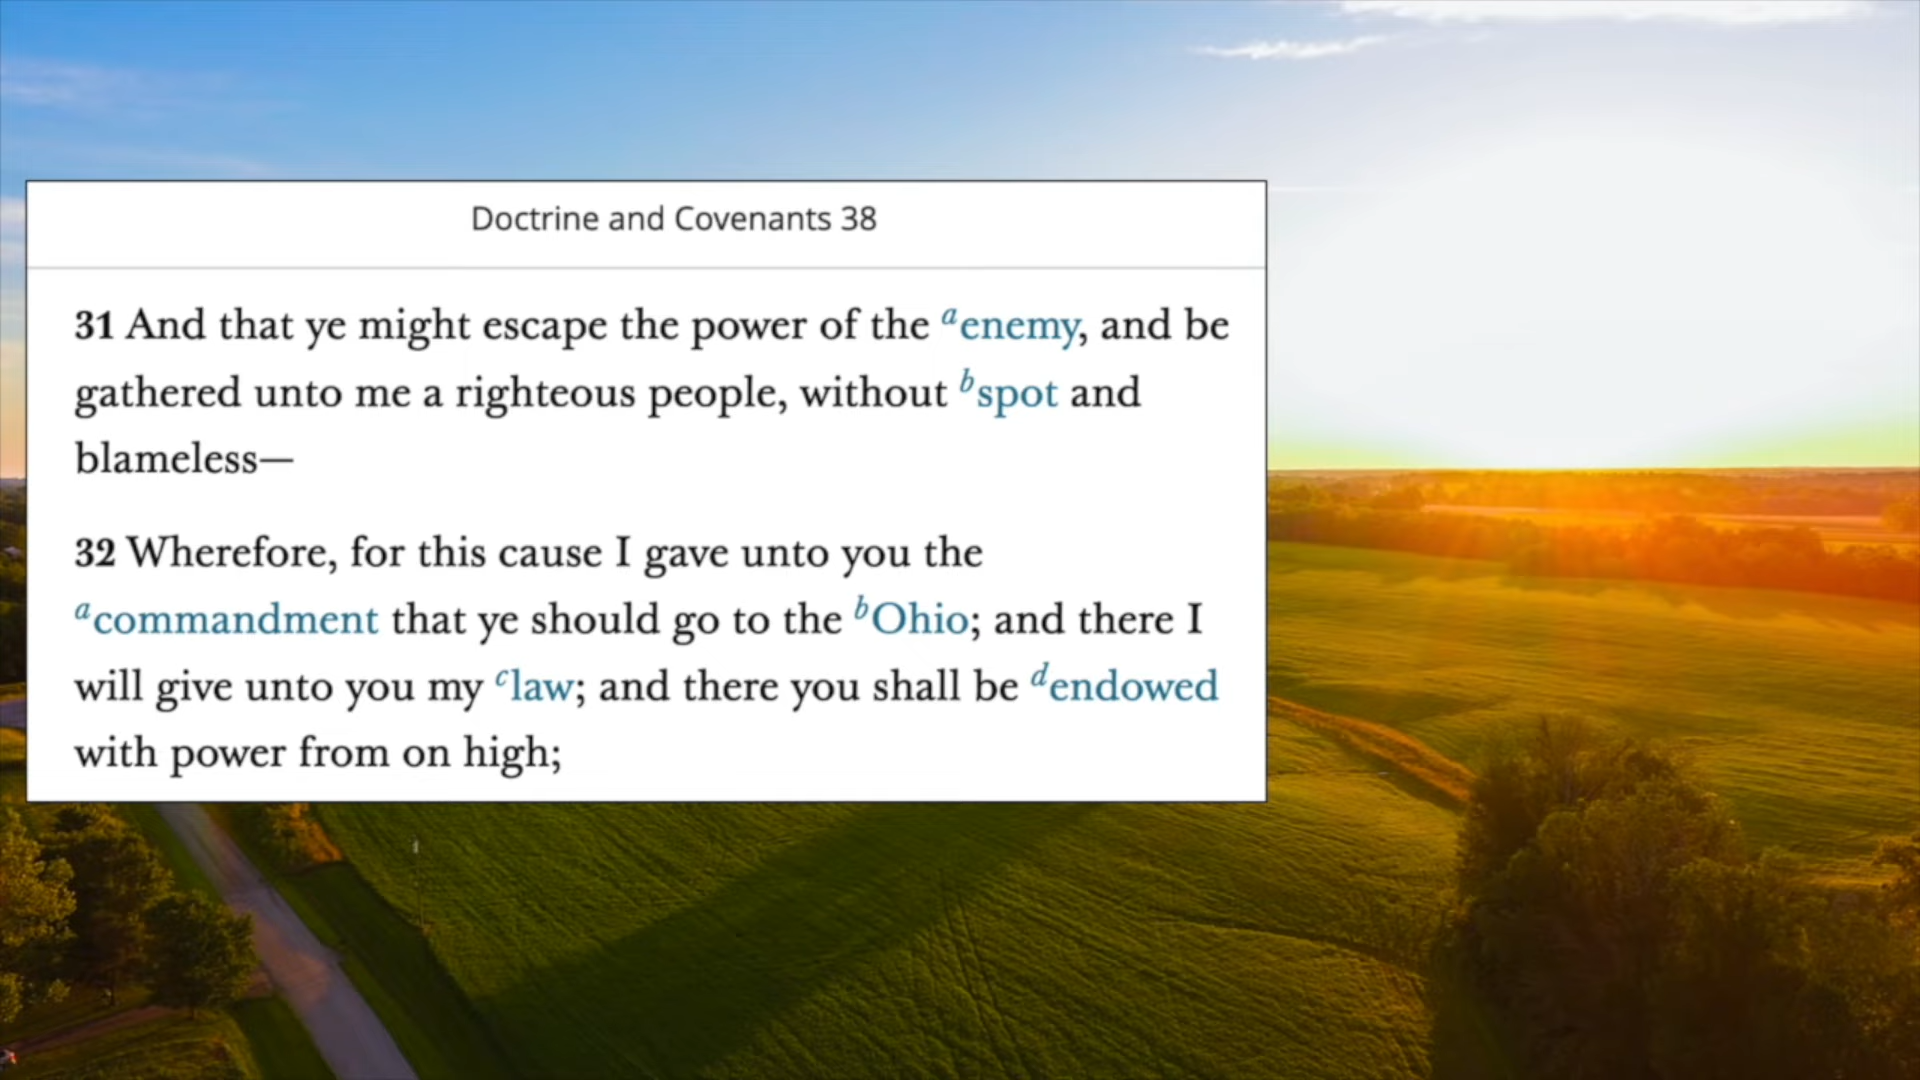 Doctrine and Covenants 38
31 And that ye might escape the power of the aenemy, and be
gathered unto me a righteous people, without bspot and
blameless—
32 Wherefore, for this cause I gave unto you the
acommandment that ye should go to the bOhio; and there I
will give unto you my claw; and there you shall be dendowed
with power from on high;